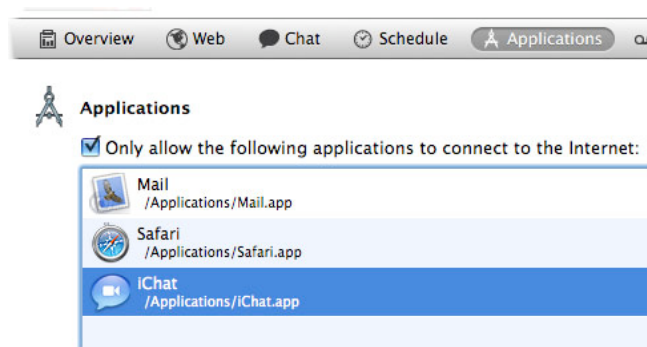 Overview Web Chat Schedule Applications
Applications
Only allow the following applications to connect to the Internet:
Mail
/Applications/Mail.app
Safari
/Applications/Safari.app
iChat
/Applications/iChat.app